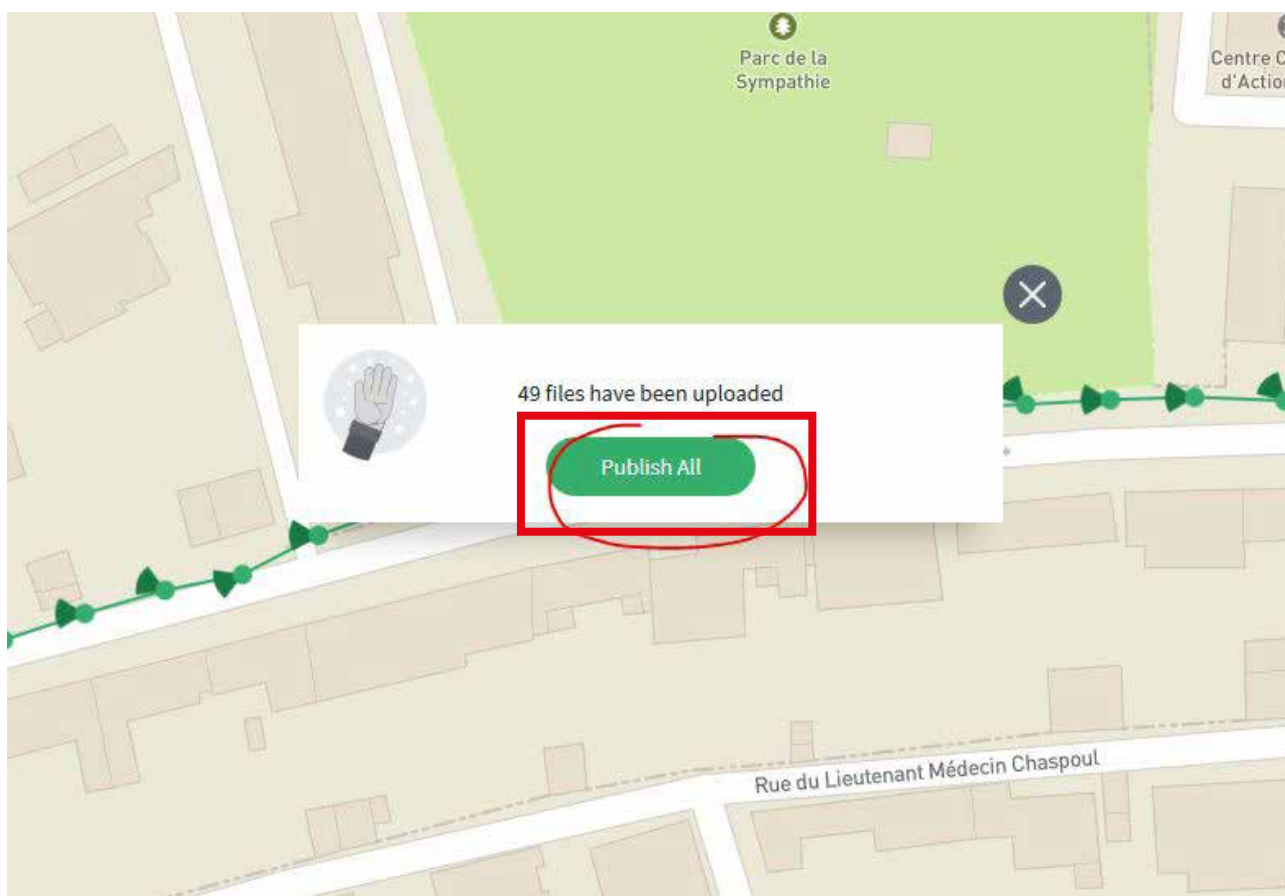 Parc de la
Sympathie
Centre
d'Action
49 files have been uploaded
Publish All
Rue du Lieutenant Médecin Chaspoul